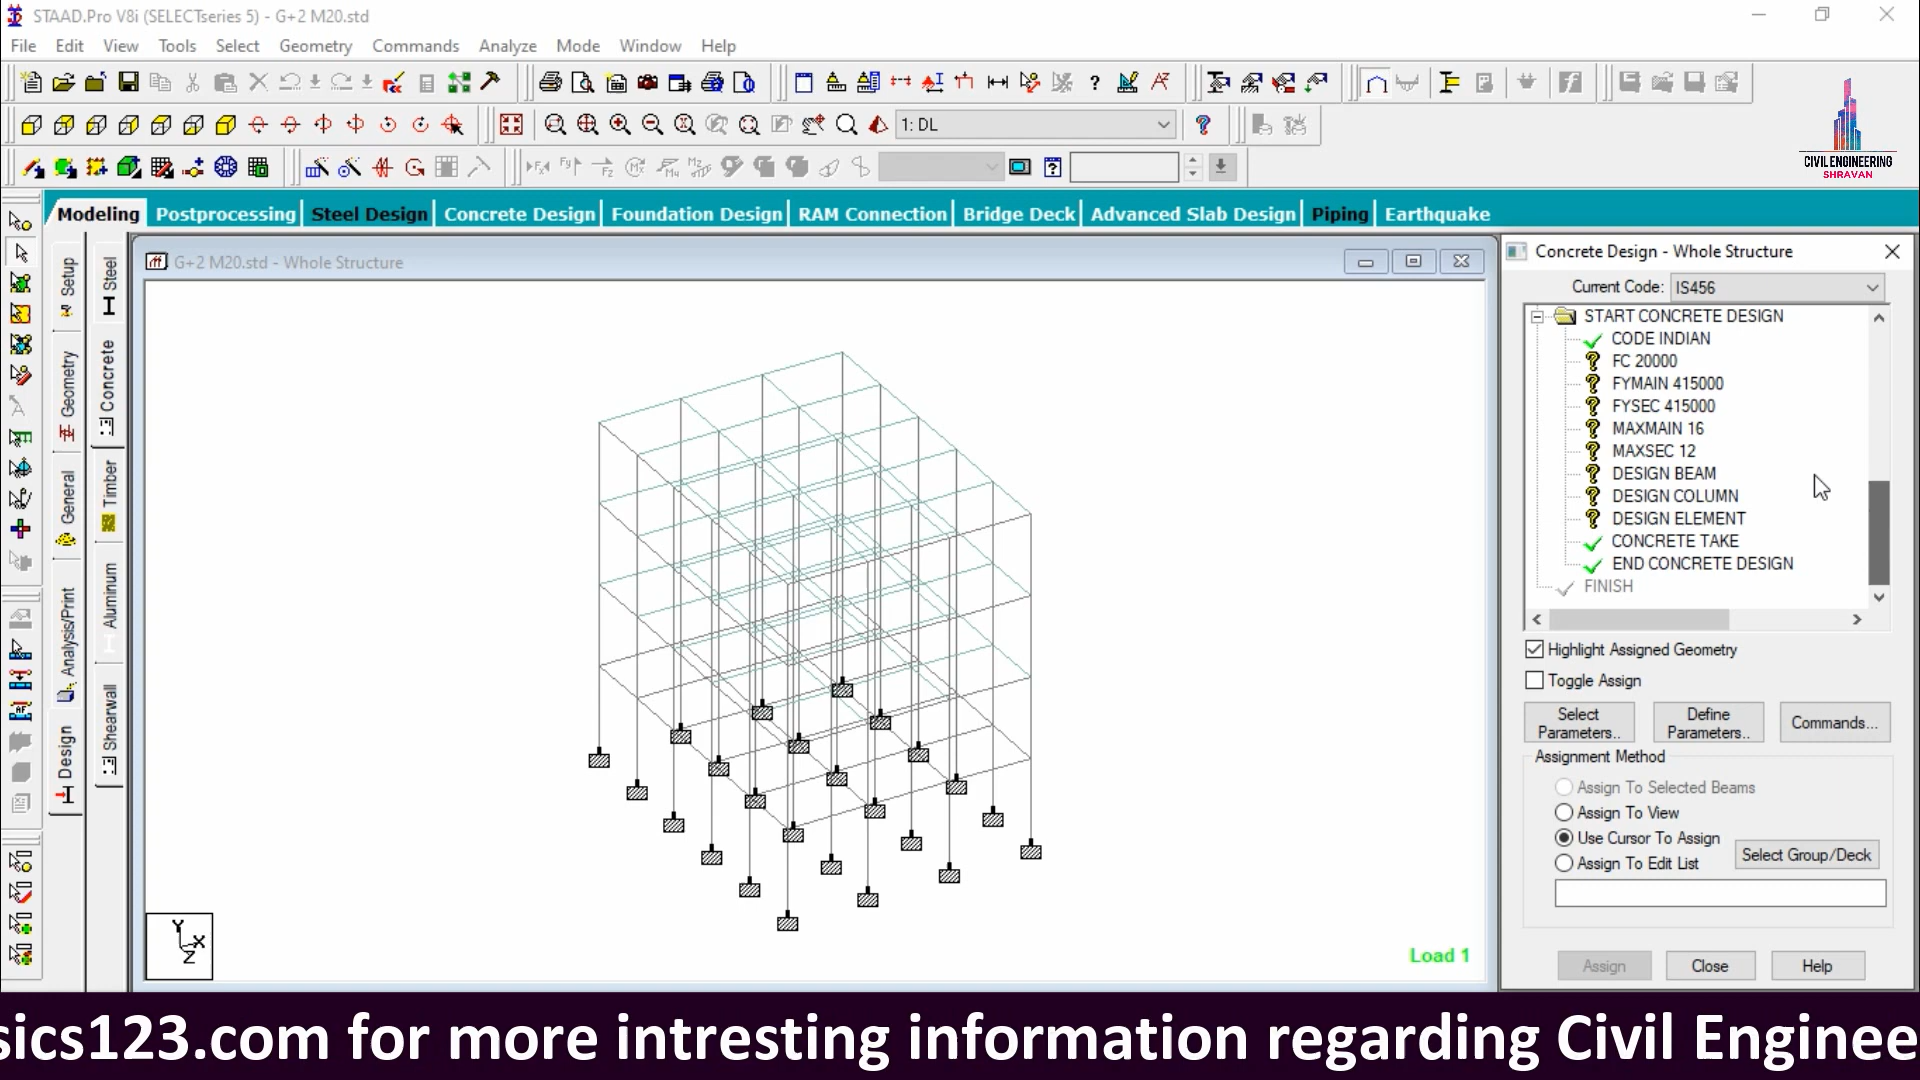 STAAD.Pro V8i (SELECTseries 5) - G+2 M20.std
File Edit View Tools Select Geometry Commands Analyze Mode Window Help
1: DL
CIVIL ENGINEERING
SHRAVAN
Modeling Postprocessing Steel Design Concrete Design Foundation Design RAM Connection Bridge Deck Advanced Slab Design Piping Earthquake
Setup
Geometry
General
Analysis/Print
Design
Steel
Concrete
Timber
Aluminum
Shearwall
G+2 M20.std - Whole Structure
Y
X
Z
Load 1
Concrete Design - Whole Structure
Current Code: IS456
START CONCRETE DESIGN
CODE INDIAN
FC 20000
FYMAIN 415000
FYSEC 415000
MAXMAIN 16
MAXSEC 12
DESIGN BEAM
DESIGN COLUMN
DESIGN ELEMENT
CONCRETE TAKE
END CONCRETE DESIGN
FINISH
Highlight Assigned Geometry
Toggle Assign
Select Parameters..
Define Parameters..
Commands...
Assignment Method
Assign To Selected Beams
Assign To View
Use Cursor To Assign
Assign To Edit List
Select Group/Deck
Assign Close Help
sics123.com for more intresting information regarding Civil Enginee